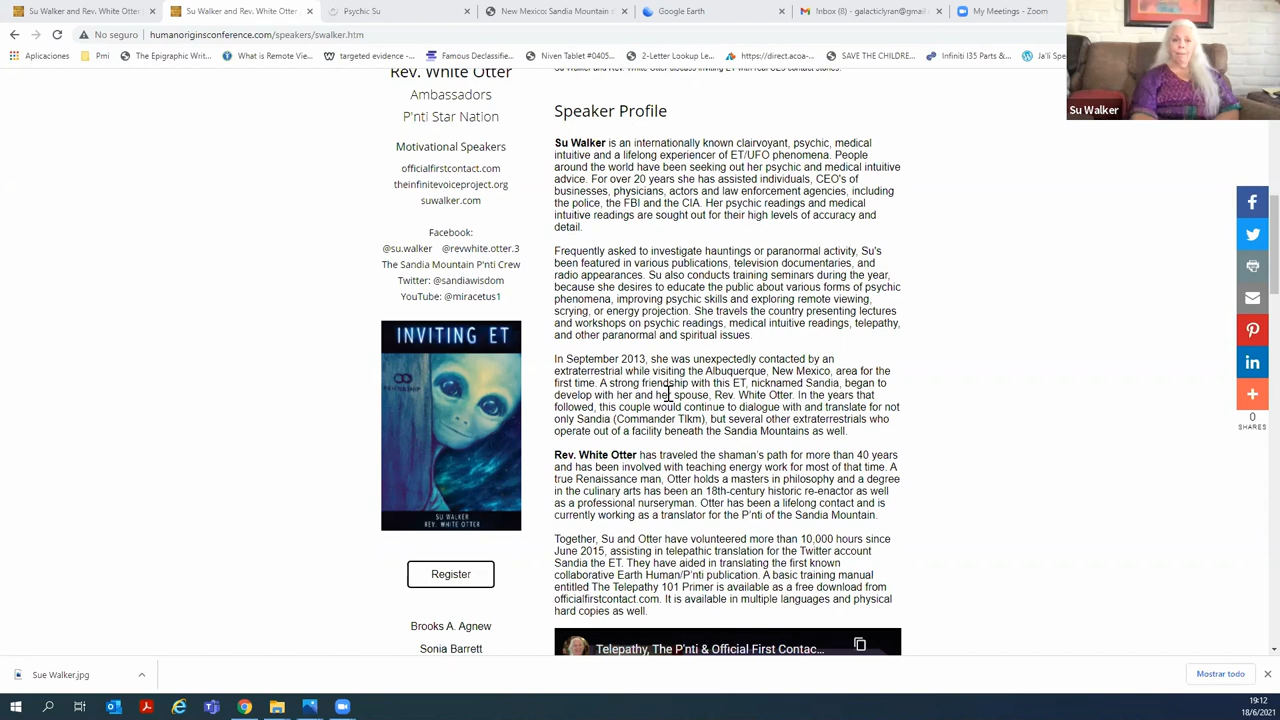 Su Walker and Rev. White Otter
Su Walker and Rev. White Otter
Psychic Su
New Mexico: Sandia Mountain s
Google Earth
Inbox (8) - galacticlyran@gmail
My Meetings - Zoom
No seguro
humanoriginsconference.com/speakers/swalker.htm
Aplicaciones
Pmi
The Epigraphic Writ...
What is Remote Vie...
targeted evidence -...
Famous Declassifie...
Niven Tablet #0405...
2-Letter Lookup Le...
https://direct.acoa-...
SAVE THE CHILDRE...
Infiniti I35 Parts &...
Ja'li Spe
Su Walker
Rev. White Otter
Ambassadors
P'nti Star Nation
Motivational Speakers
officialfirstcontact.com
theinfinitevoiceproject.org
suwalker.com
Facebook:
@su.walker @revwhite.otter.3
The Sandia Mountain P'nti Crew
Twitter: @sandiawisdom
YouTube: @miracetus1
INVITING ET
FRIENDSHIP
SU WALKER
REV. WHITE OTTER
Register
Brooks A. Agnew
Sonia Barrett
Speaker Profile
Su Walker is an internationally known clairvoyant, psychic, medical
intuitive and a lifelong experiencer of ET/UFO phenomena. People
around the world have been seeking out her psychic and medical intuitive
advice. For over 20 years she has assisted individuals, CEO's of
businesses, physicians, actors and law enforcement agencies, including
the police, the FBI and the CIA. Her psychic readings and medical
intuitive readings are sought out for their high levels of accuracy and
detail.
Frequently asked to investigate hauntings or paranormal activity, Su's
been featured in various publications, television documentaries, and
radio appearances. Su also conducts training seminars during the year,
because she desires to educate the public about various forms of psychic
phenomena, improving psychic skills and exploring remote viewing,
scrying, or energy projection. She travels the country presenting lectures
and workshops on psychic readings, medical intuitive readings, telepathy,
and other paranormal and spiritual issues.
In September 2013, she was unexpectedly contacted by an
extraterrestrial while visiting the Albuquerque, New Mexico, area for the
first time. A strong friendship with this ET, nicknamed Sandia, began to
develop with her and her spouse, Rev. White Otter. In the years that
followed, this couple would continue to dialogue with and translate for not
only Sandia (Commander Tlkm), but several other extraterrestrials who
operate out of a facility beneath the Sandia Mountains as well.
Rev. White Otter has traveled the shaman's path for more than 40 years
and has been involved with teaching energy work for most of that time. A
true Renaissance man, Otter holds a masters in philosophy and a degree
in the culinary arts has been an 18th-century historic re-enactor as well
as a professional nurseryman. Otter has been a lifelong contact and is
currently working as a translator for the P'nti of the Sandia Mountain.
Together, Su and Otter have volunteered more than 10,000 hours since
June 2015, assisting in telepathic translation for the Twitter account
Sandia the ET. They have aided in translating the first known
collaborative Earth Human/P'nti publication. A basic training manual
entitled The Telepathy 101 Primer is available as a free download from
officialfirstcontact.com. It is available in multiple languages and physical
hard copies as well.
Telepathy, The P'nti & Official First Contac...
0
SHARES
Sue Walker.jpg
Mostrar todo
19:12
18/6/2021